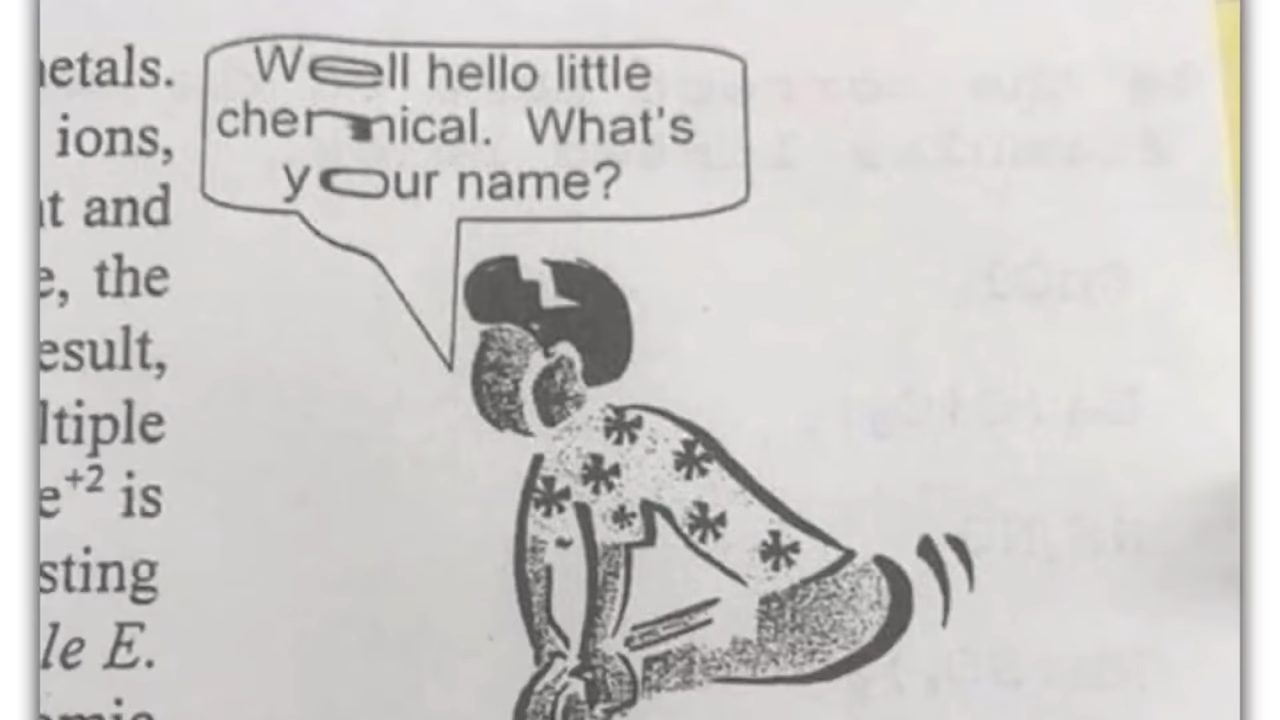 Well hello little
chemical. What's
your name?
etals.
ions,
t and
e, the
esult,
ltiple
e+2 is
sting
le E.